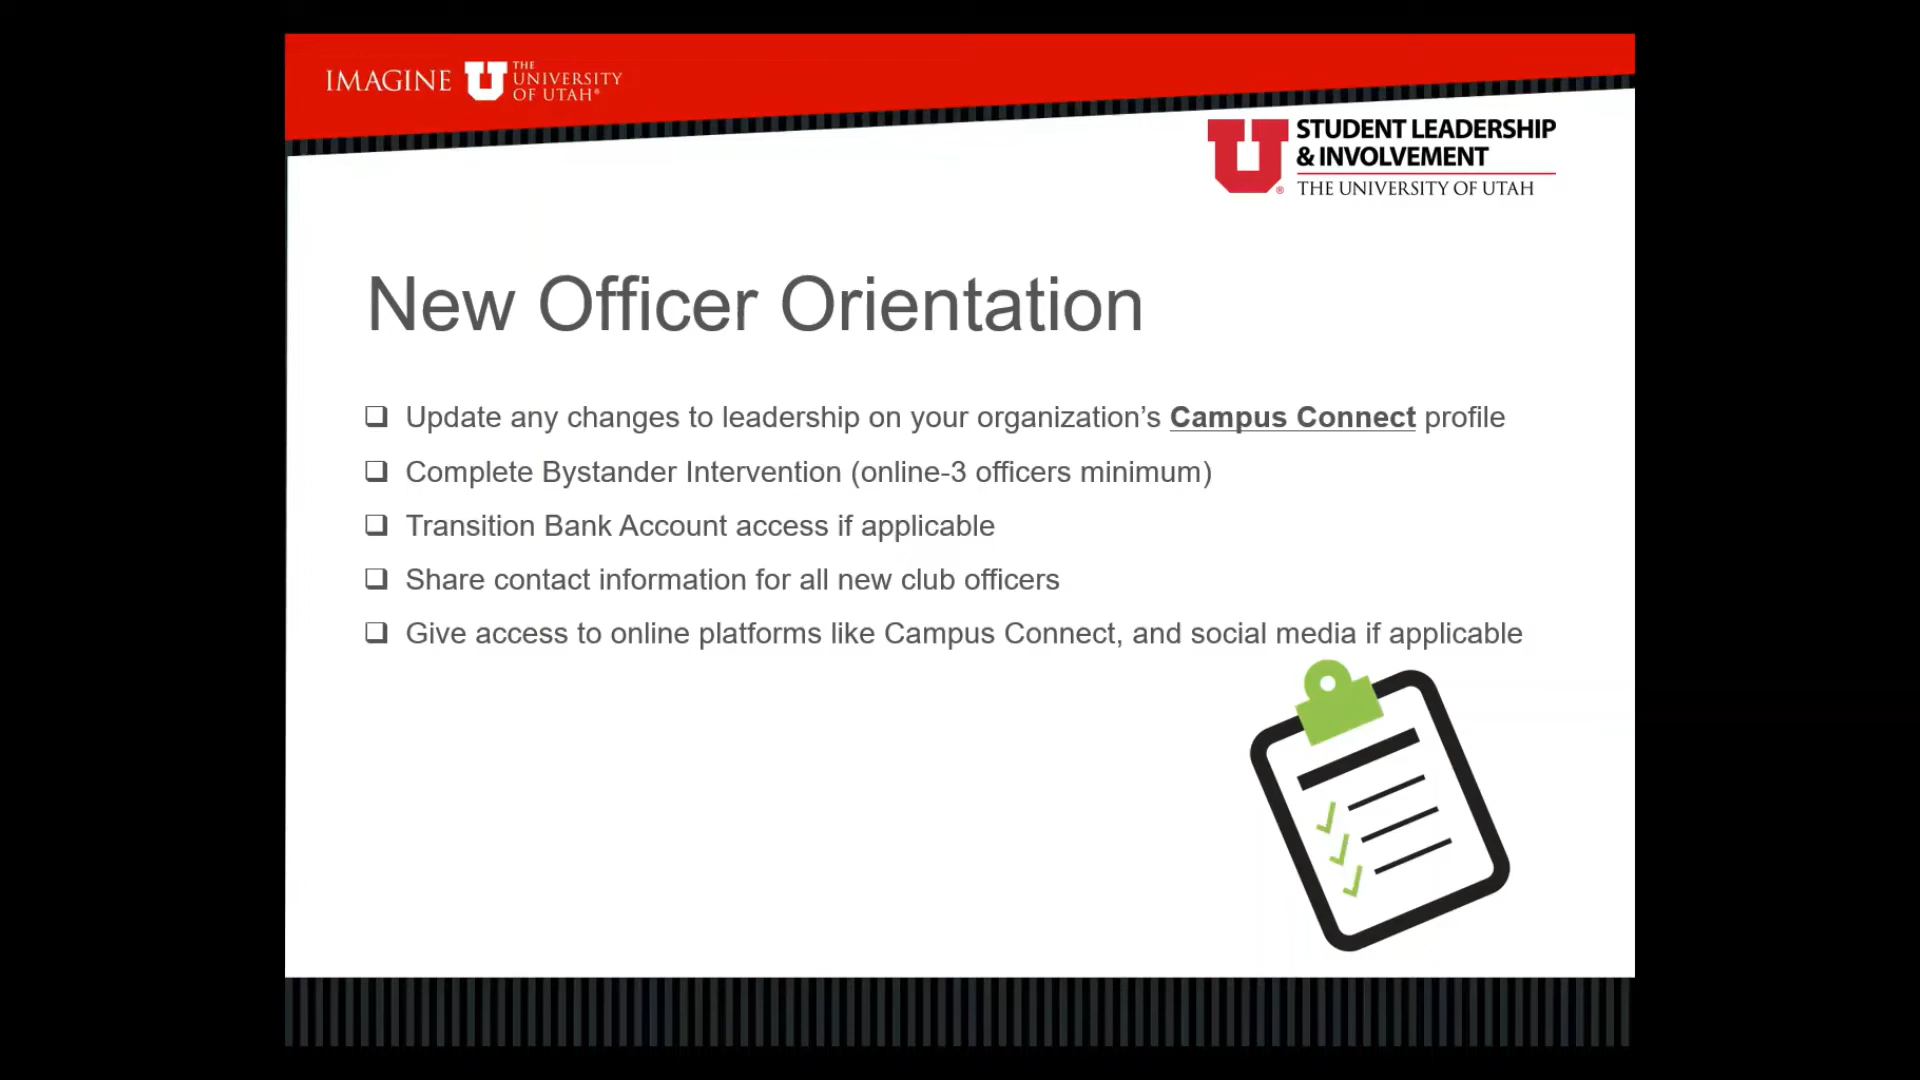 IMAGINE U THE UNIVERSITY OF UTAH®
U® STUDENT LEADERSHIP
& INVOLVEMENT
THE UNIVERSITY OF UTAH
New Officer Orientation
❑ Update any changes to leadership on your organization’s Campus Connect profile
❑ Complete Bystander Intervention (online-3 officers minimum)
❑ Transition Bank Account access if applicable
❑ Share contact information for all new club officers
❑ Give access to online platforms like Campus Connect, and social media if applicable